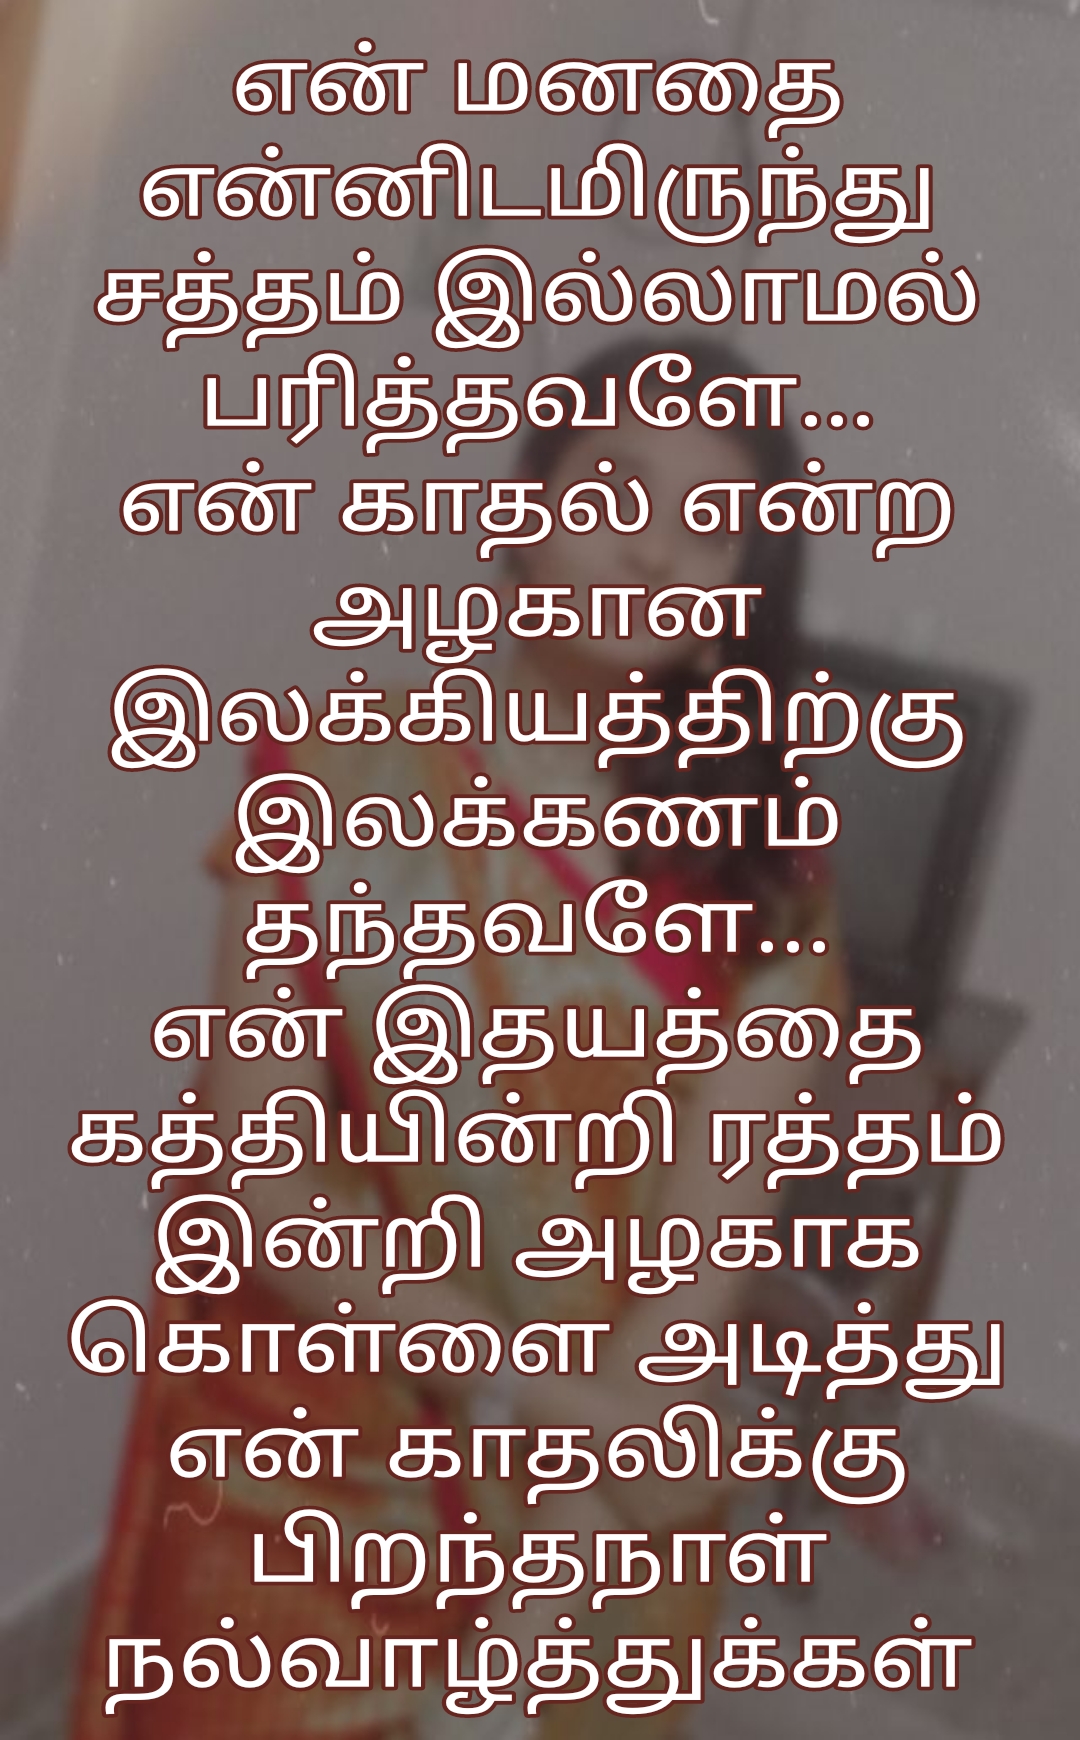 என் மனதை
என்னிடமிருந்து
சத்தம் இல்லாமல்
பரித்தவளே...
என் காதல் என்ற
அழகான
இலக்கியத்திற்கு
இலக்கணம்
தந்தவளே...
என் இதயத்தை
கத்தியின்றி ரத்தம்
இன்றி அழகாக
கொள்ளை அடித்து
என் காதலிக்கு
பிறந்தநாள்
நல்வாழ்த்துக்கள்